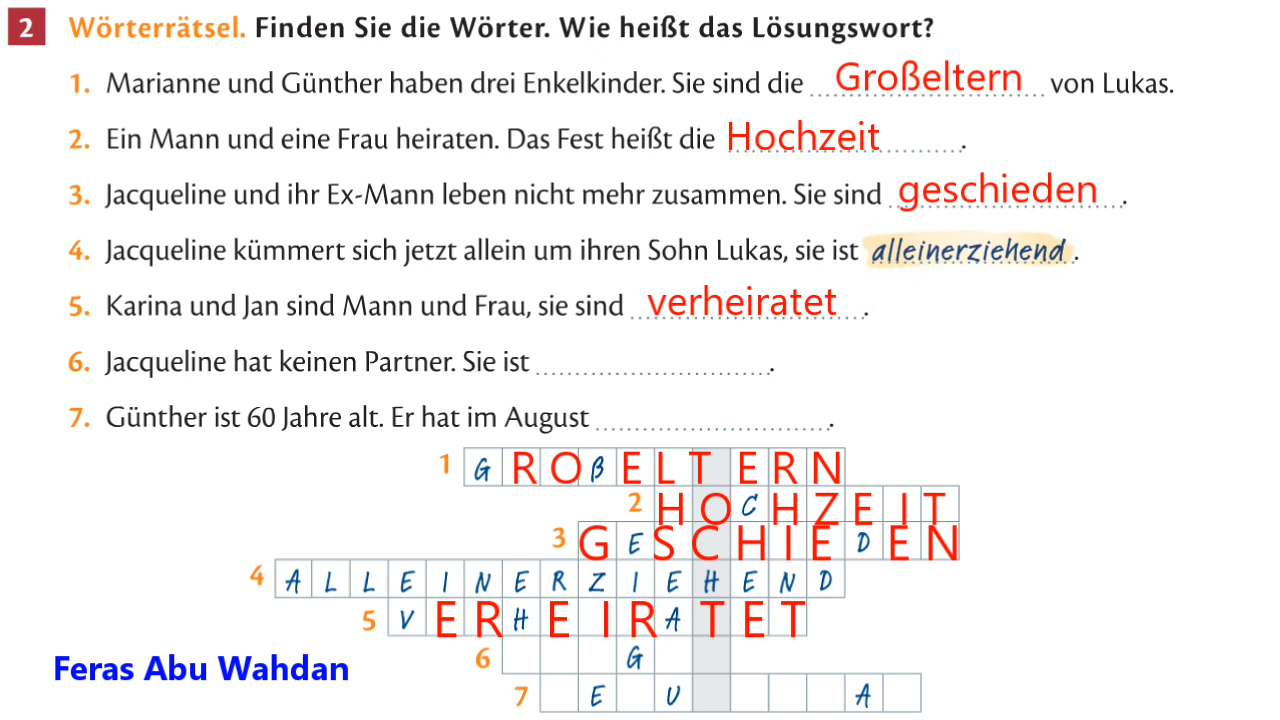 2 Wörterrätsel. Finden Sie die Wörter. Wie heißt das Lösungswort?
1. Marianne und Günther haben drei Enkelkinder. Sie sind die Großeltern von Lukas.
2. Ein Mann und eine Frau heiraten. Das Fest heißt die Hochzeit.
3. Jacqueline und ihr Ex-Mann leben nicht mehr zusammen. Sie sind geschieden.
4. Jacqueline kümmert sich jetzt allein um ihren Sohn Lukas, sie ist alleinerziehend.
5. Karina und Jan sind Mann und Frau, sie sind verheiratet.
6. Jacqueline hat keinen Partner. Sie ist ..............................
7. Günther ist 60 Jahre alt. Er hat im August ..............................
1 G R O ß E L T E R N
2 H O C H Z E I T
3 G E S C H I E D E N
4 A L L E I N E R Z I E H E N D
5 V E R H E I R A T E T
6 G
Feras Abu Wahdan
7 E U A